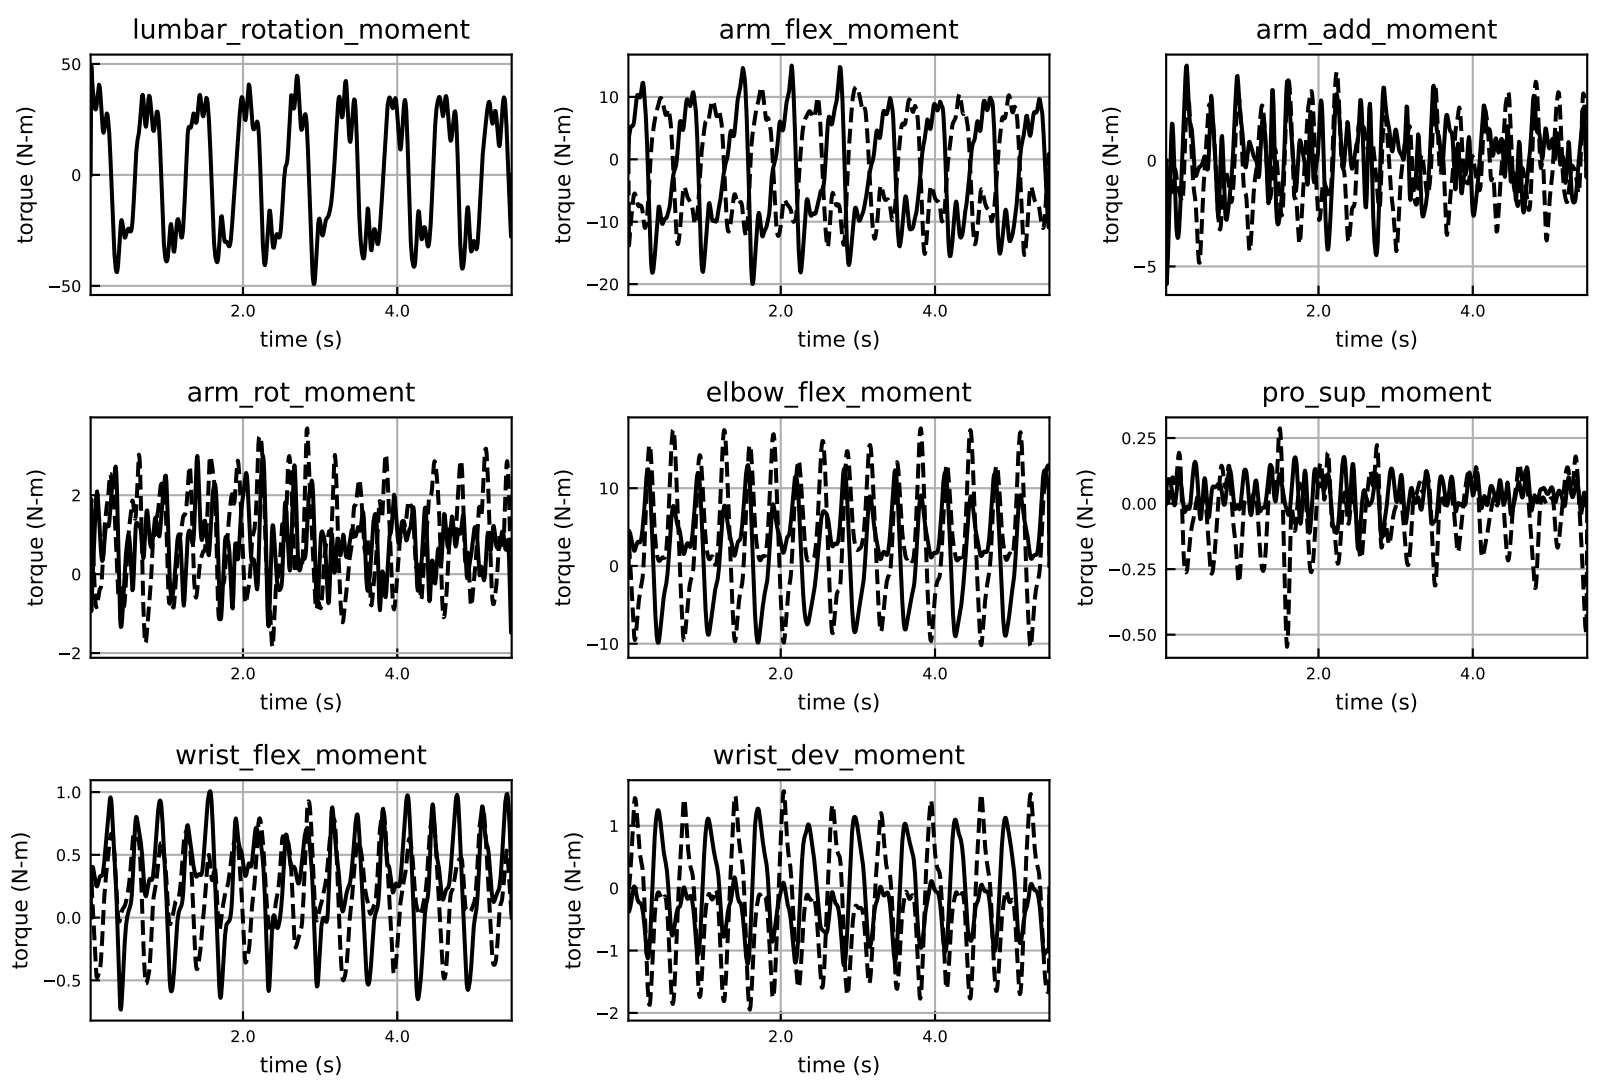 lumbar_rotation_moment
arm_flex_moment
arm_add_moment
torque (N-m)
50
0
−50
2.0
4.0
time (s)
torque (N-m)
10
0
−10
−20
2.0
4.0
time (s)
torque (N-m)
0
−5
2.0
4.0
time (s)
arm_rot_moment
elbow_flex_moment
pro_sup_moment
torque (N-m)
2
0
−2
2.0
4.0
time (s)
torque (N-m)
10
0
−10
2.0
4.0
time (s)
torque (N-m)
0.25
0.00
−0.25
−0.50
2.0
4.0
time (s)
wrist_flex_moment
wrist_dev_moment
torque (N-m)
1.0
0.5
0.0
−0.5
2.0
4.0
time (s)
torque (N-m)
1
0
−1
−2
2.0
4.0
time (s)